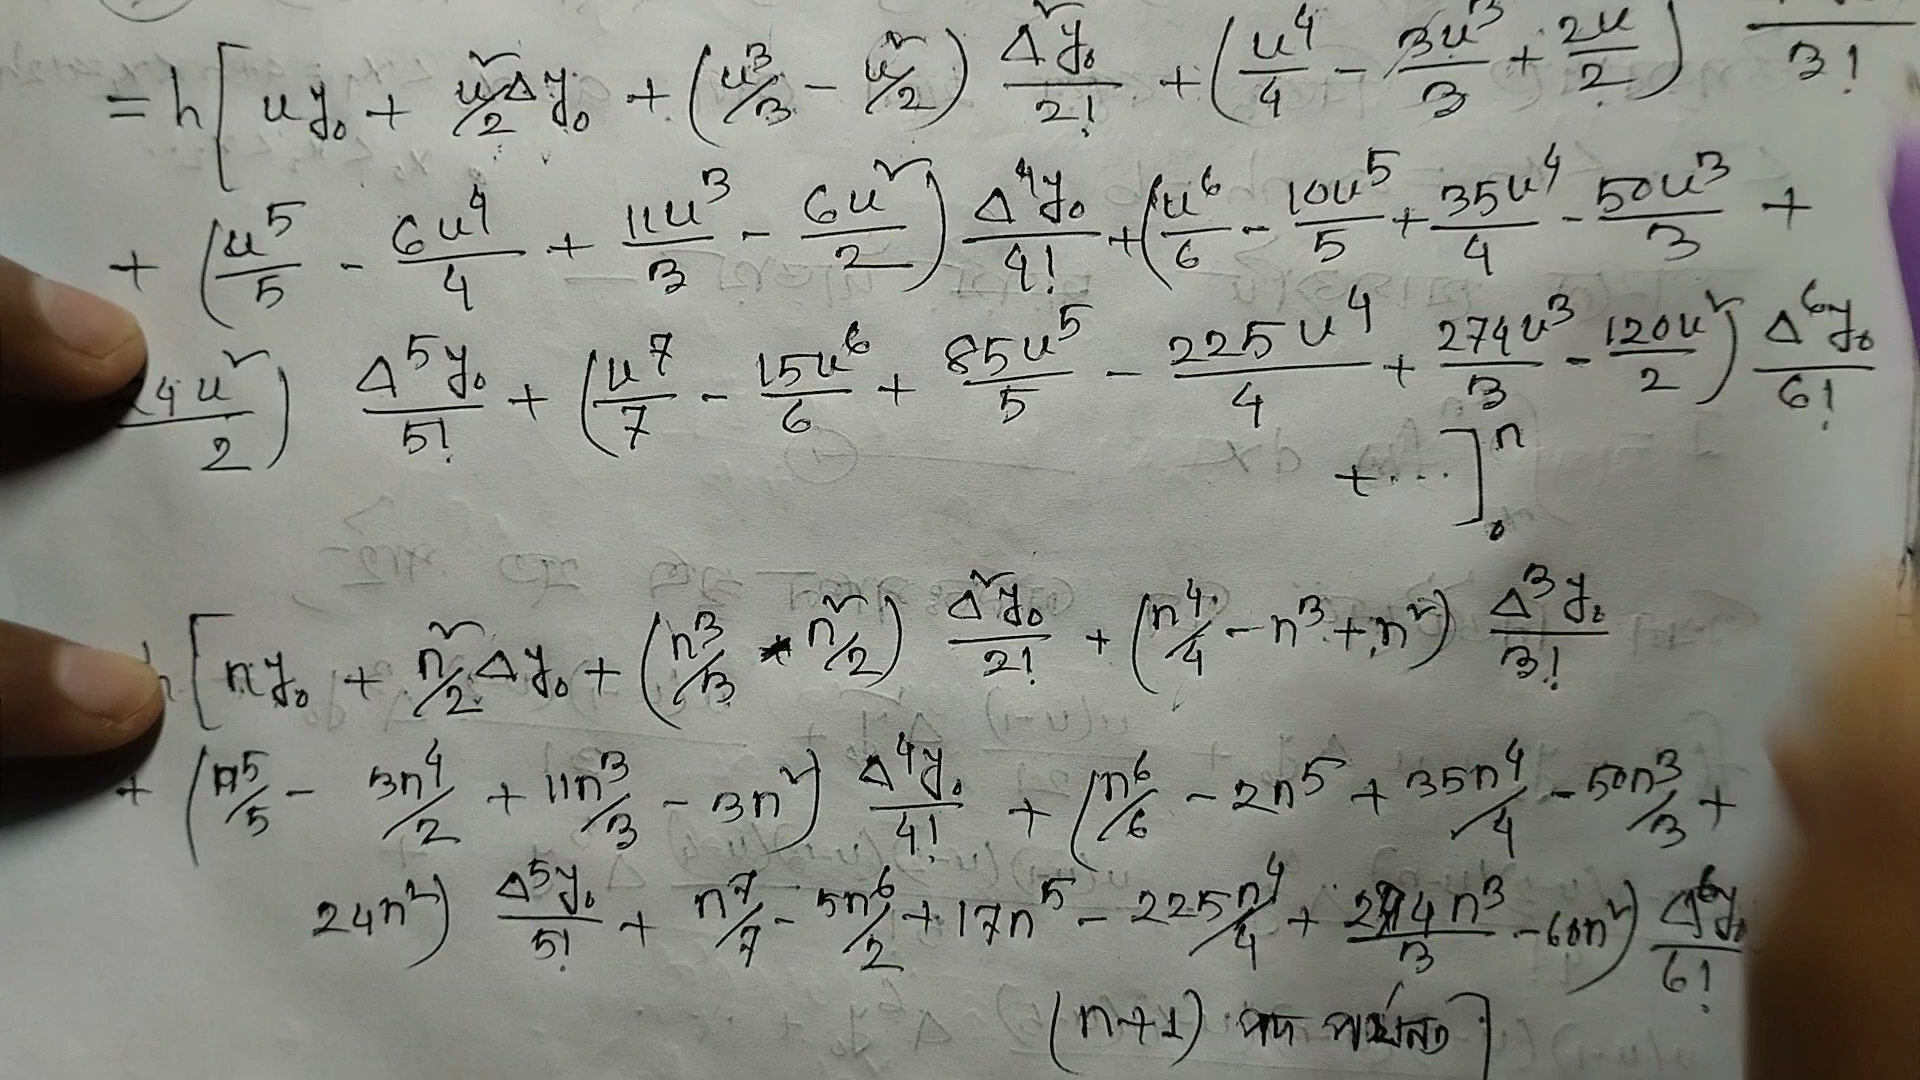 = h[uy₀ + u²/2 Δy₀ + (u³/3 - u²/2) Δ²y₀/2! + (u⁴/4 - 3u³/3 + 2u/2) /3!
+ (u⁵/5 - 6u⁴/4 + 11u³/3 - 6u²/2) Δ⁴y₀/4! + (u⁶/6 - 10u⁵/5 + 35u⁴/4 - 50u³/3 +
4u²/2) Δ⁵y₀/5! + (u⁷/7 - 15u⁶/6 + 85u⁵/5 - 225u⁴/4 + 274u³/3 - 120u²/2) Δ⁶y₀/6!
+ ...]₀ⁿ
[ny₀ + n²/2 Δy₀ + (n³/3 - n²/2) Δ²y₀/2! + (n⁴/4 - n³ + n²) Δ³y₀/3!
+ (n⁵/5 - 3n⁴/2 + 11n³/3 - 3n²) Δ⁴y₀/4! + (n⁶/6 - 2n⁵ + 35n⁴/4 - 50n³/3 +
24n²) Δ⁵y₀/5! + n⁷/7 - 5n⁶/2 + 17n⁵ - 225n⁴/4 + 274n³/3 - 60n²) Δ⁶y₀/6!
(n+1) পদ পর্যন্ত]